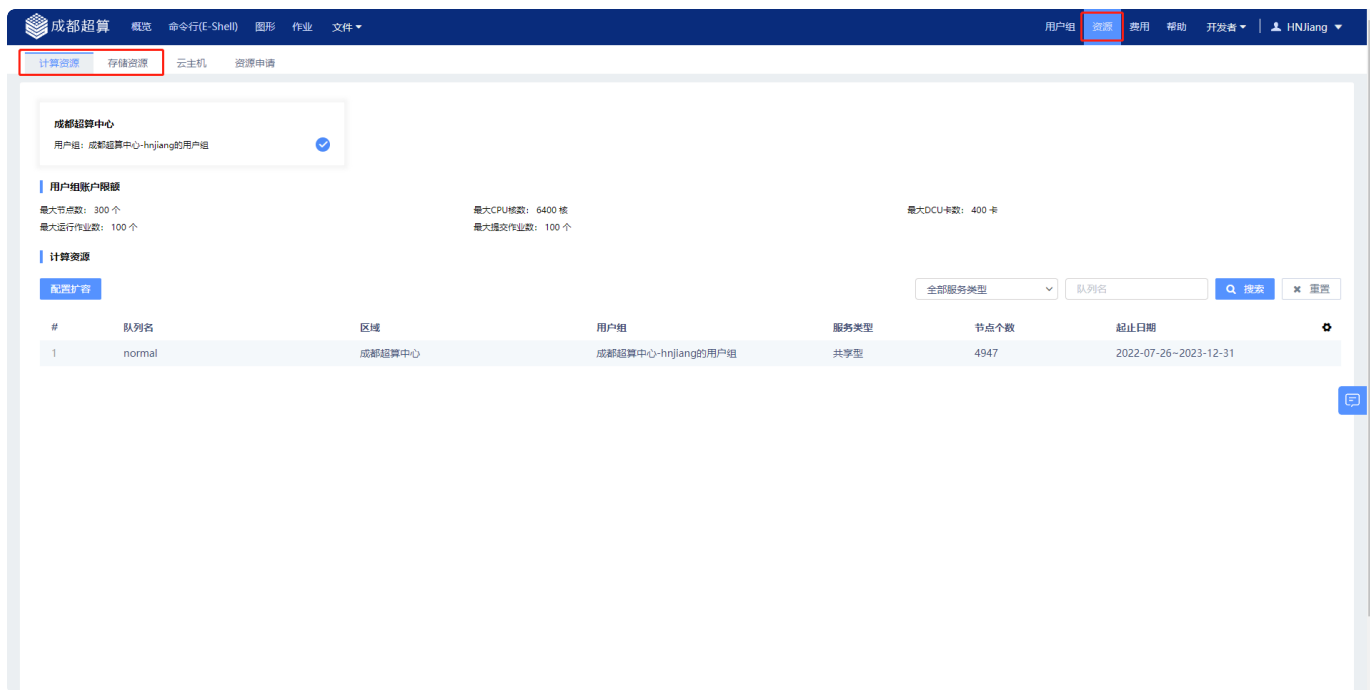 成都超算 概览 命令行(E-Shell) 图形 作业 文件 用户组 资源 费用 帮助 开发者 HNJiang
计算资源 存储资源 云主机 资源申请
成都超算中心
用户组：成都超算中心-hnjiang的用户组
用户组账户限额
最大节点数： 300 个 最大CPU核数： 6400 核 最大DCU卡数： 400 卡
最大运行作业数： 100 个 最大提交作业数： 100 个
计算资源
配置扩容 全部服务类型 队列名 搜索 重置
# 队列名 区域 用户组 服务类型 节点个数 起止日期
1 normal 成都超算中心 成都超算中心-hnjiang的用户组 共享型 4947 2022-07-26~2023-12-31